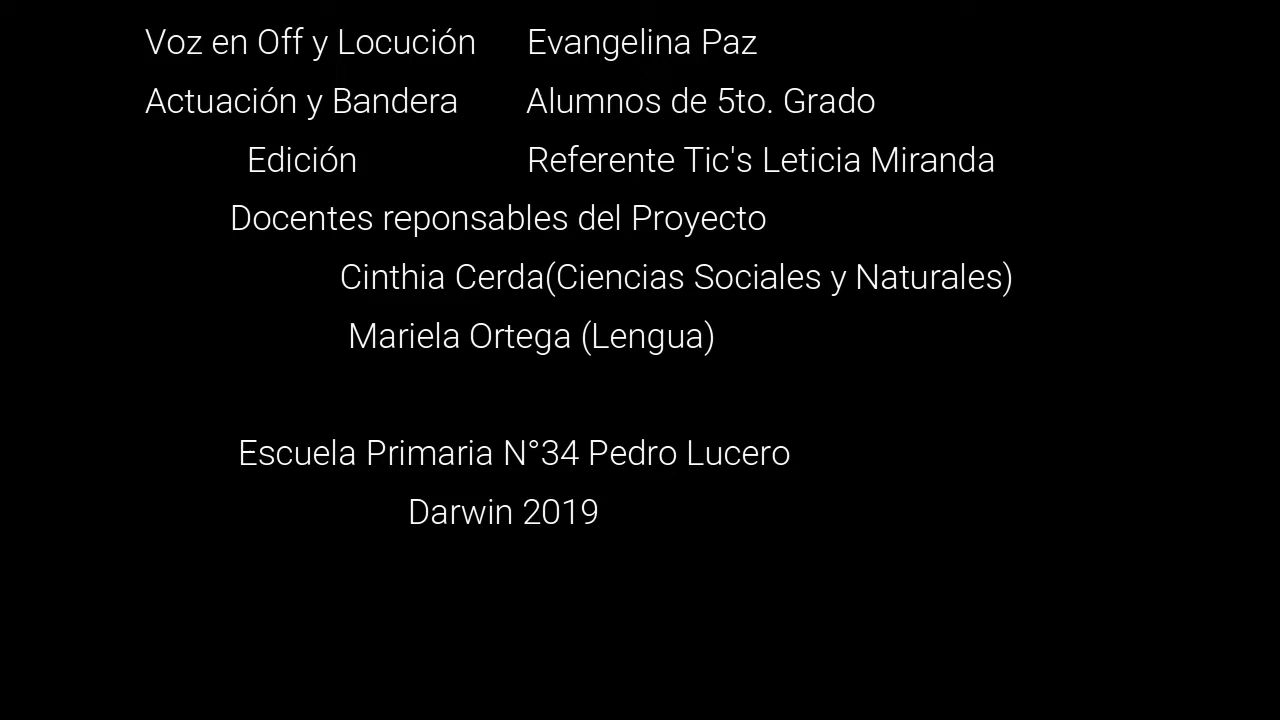 Voz en Off y Locución Evangelina Paz
Actuación y Bandera Alumnos de 5to. Grado
Edición Referente Tic's Leticia Miranda
Docentes reponsables del Proyecto
Cinthia Cerda(Ciencias Sociales y Naturales)
Mariela Ortega (Lengua)
Escuela Primaria N°34 Pedro Lucero
Darwin 2019